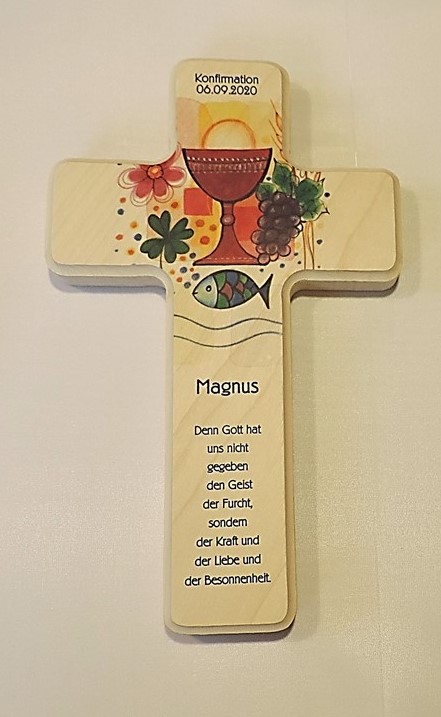 Konfirmation
06.09.2020
Magnus
Denn Gott hat
uns nicht
gegeben
den Geist
der Furcht,
sondern
der Kraft und
der Liebe und
der Besonnenheit.